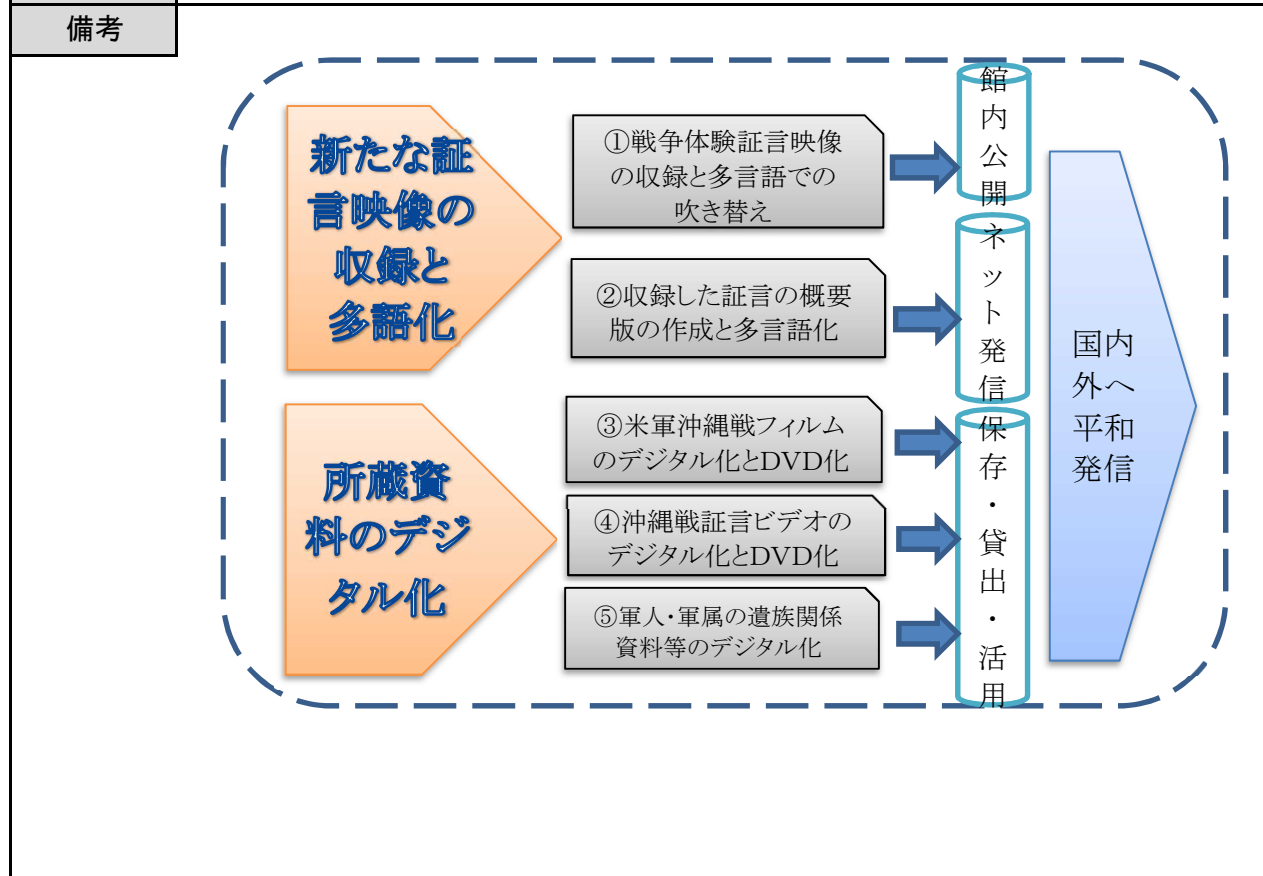 備考
新たな証
言映像の
収録と
多語化
①戦争体験証言映像
の収録と多言語での
吹き替え
②収録した証言の概要
版の作成と多言語化
所蔵資
料のデジ
タル化
③米軍沖縄戦フィルム
のデジタル化とDVD化
④沖縄戦証言ビデオの
デジタル化とDVD化
⑤軍人・軍属の遺族関係
資料等のデジタル化
館内公開
ネット発信
保存・貸出・活用
国内
外へ
平和
発信